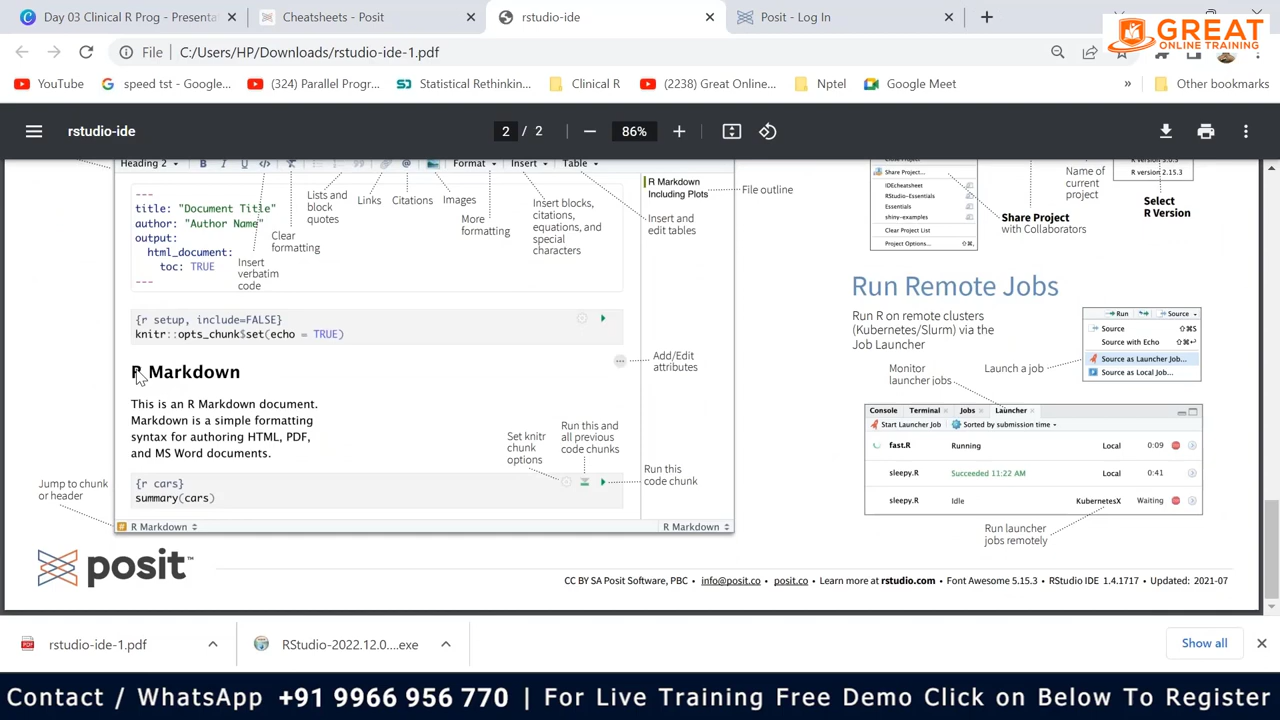 Day 03 Clinical R Prog - Presenta
Cheatsheets - Posit
rstudio-ide
Posit - Log In
GREAT
ONLINE TRAINING
File
C:/Users/HP/Downloads/rstudio-ide-1.pdf
YouTube
speed tst - Google...
(324) Parallel Progr...
Statistical Rethinkin...
Clinical R
(2238) Great Online...
Nptel
Google Meet
»
Other bookmarks
rstudio-ide
2 / 2
86%
Heading 2
B I U </>
Format
Insert
Table
---
title: "Document Title"
author: "Author Name"
output:
html_document:
toc: TRUE
---
Clear
formatting
Insert
verbatim
code
Lists and
block
quotes
Links
Citations
Images
More
formatting
Insert blocks,
citations,
equations, and
special
characters
R Markdown
Including Plots
File outline
Insert and
edit tables
{r setup, include=FALSE}
knitr::opts_chunk$set(echo = TRUE)
R Markdown
Add/Edit
attributes
This is an R Markdown document.
Markdown is a simple formatting
syntax for authoring HTML, PDF,
and MS Word documents.
Set knitr
chunk
options
Run this and
all previous
code chunks
Run this
code chunk
{r cars}
summary(cars)
Jump to chunk
or header
R Markdown
R Markdown
Share Project...
IDEcheatsheet
RStudio-Essentials
Essentials
shiny-examples
Clear Project List
Project Options...
Share Project
with Collaborators
Name of
current
project
R version 2.15.3
Select
R Version
Run Remote Jobs
Run R on remote clusters
(Kubernetes/Slurm) via the
Job Launcher
Monitor
launcher jobs
Launch a job
Run
Source
Source
Source with Echo
Source as Launcher Job...
Source as Local Job...
Console
Terminal
Jobs
Launcher
Start Launcher Job
Sorted by submission time
fast.R Running Local 0:09
sleepy.R Succeeded 11:22 AM Local 0:41
sleepy.R Idle KubernetesX Waiting
Run launcher
jobs remotely
posit™
CC BY SA Posit Software, PBC • info@posit.co • posit.co • Learn more at rstudio.com • Font Awesome 5.15.3 • RStudio IDE 1.4.1717 • Updated: 2021-07
rstudio-ide-1.pdf
RStudio-2022.12.0....exe
Show all
Contact / WhatsApp +91 9966 956 770 | For Live Training Free Demo Click on Below To Register